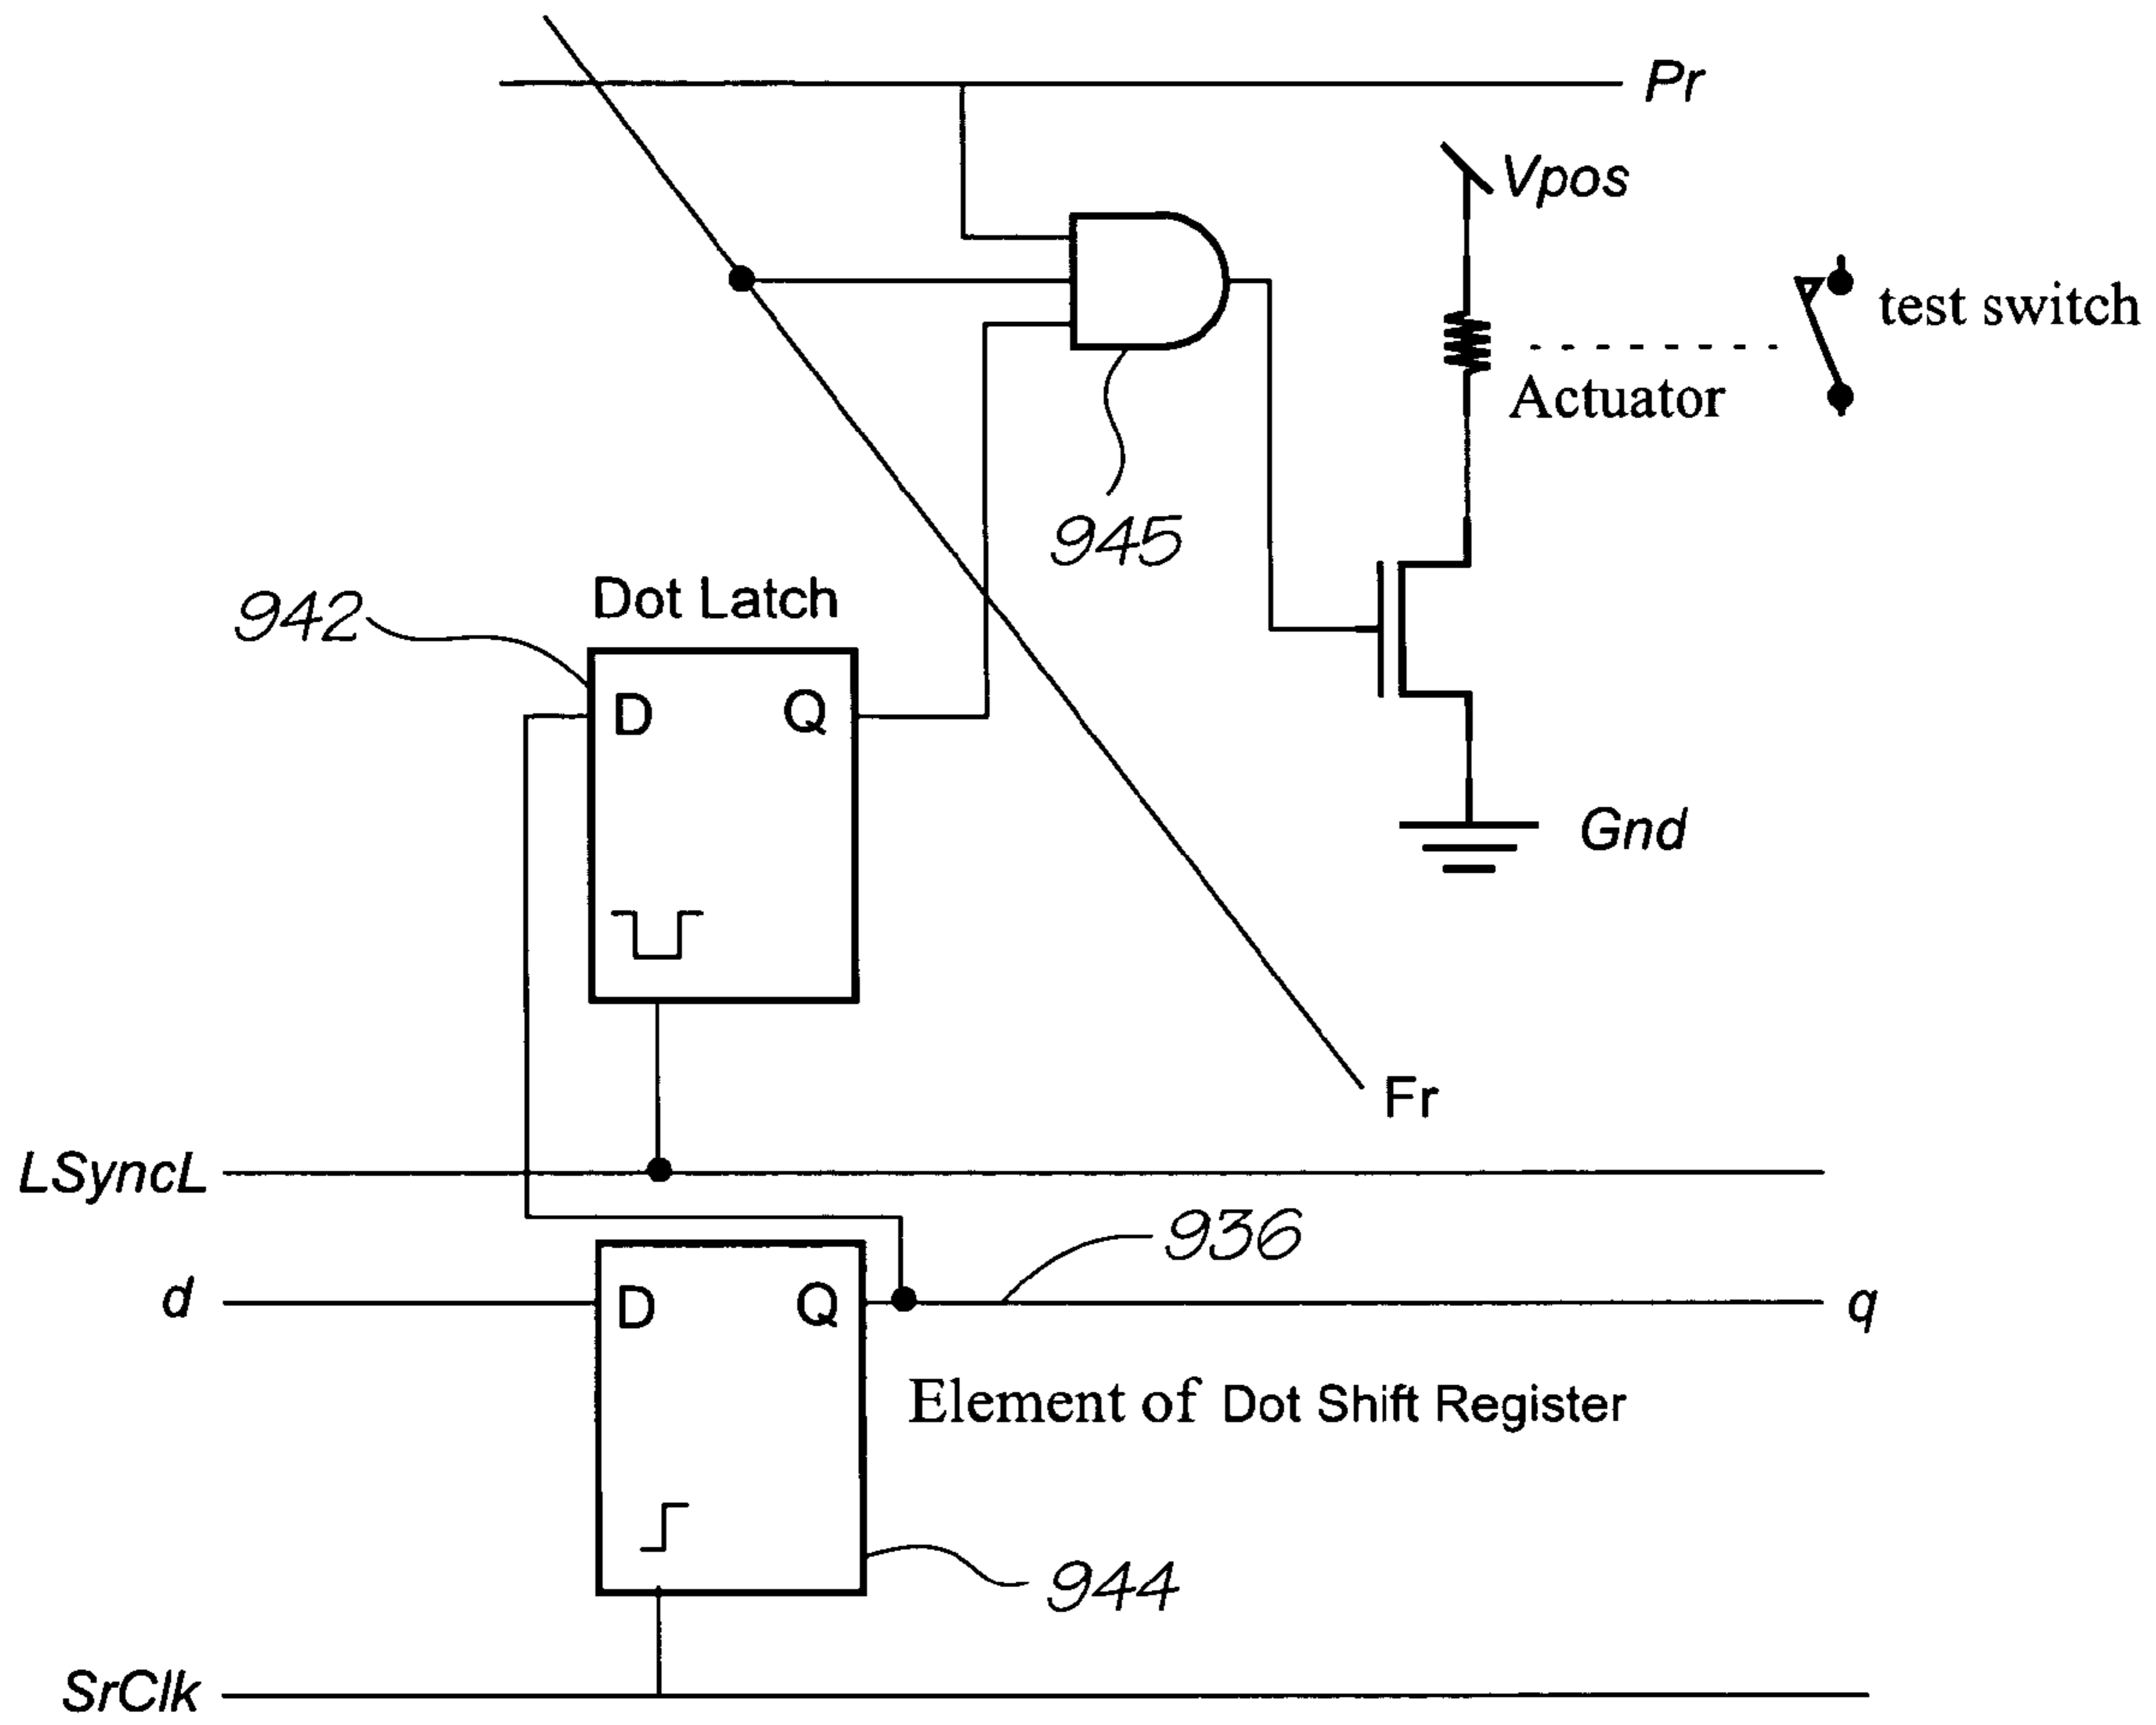 Pr
Vpos
test switch
Actuator
945
942
Dot Latch
D Q
Gnd
Fr
LSyncL
936
d
D Q
q
Element of Dot Shift Register
944
SrClk